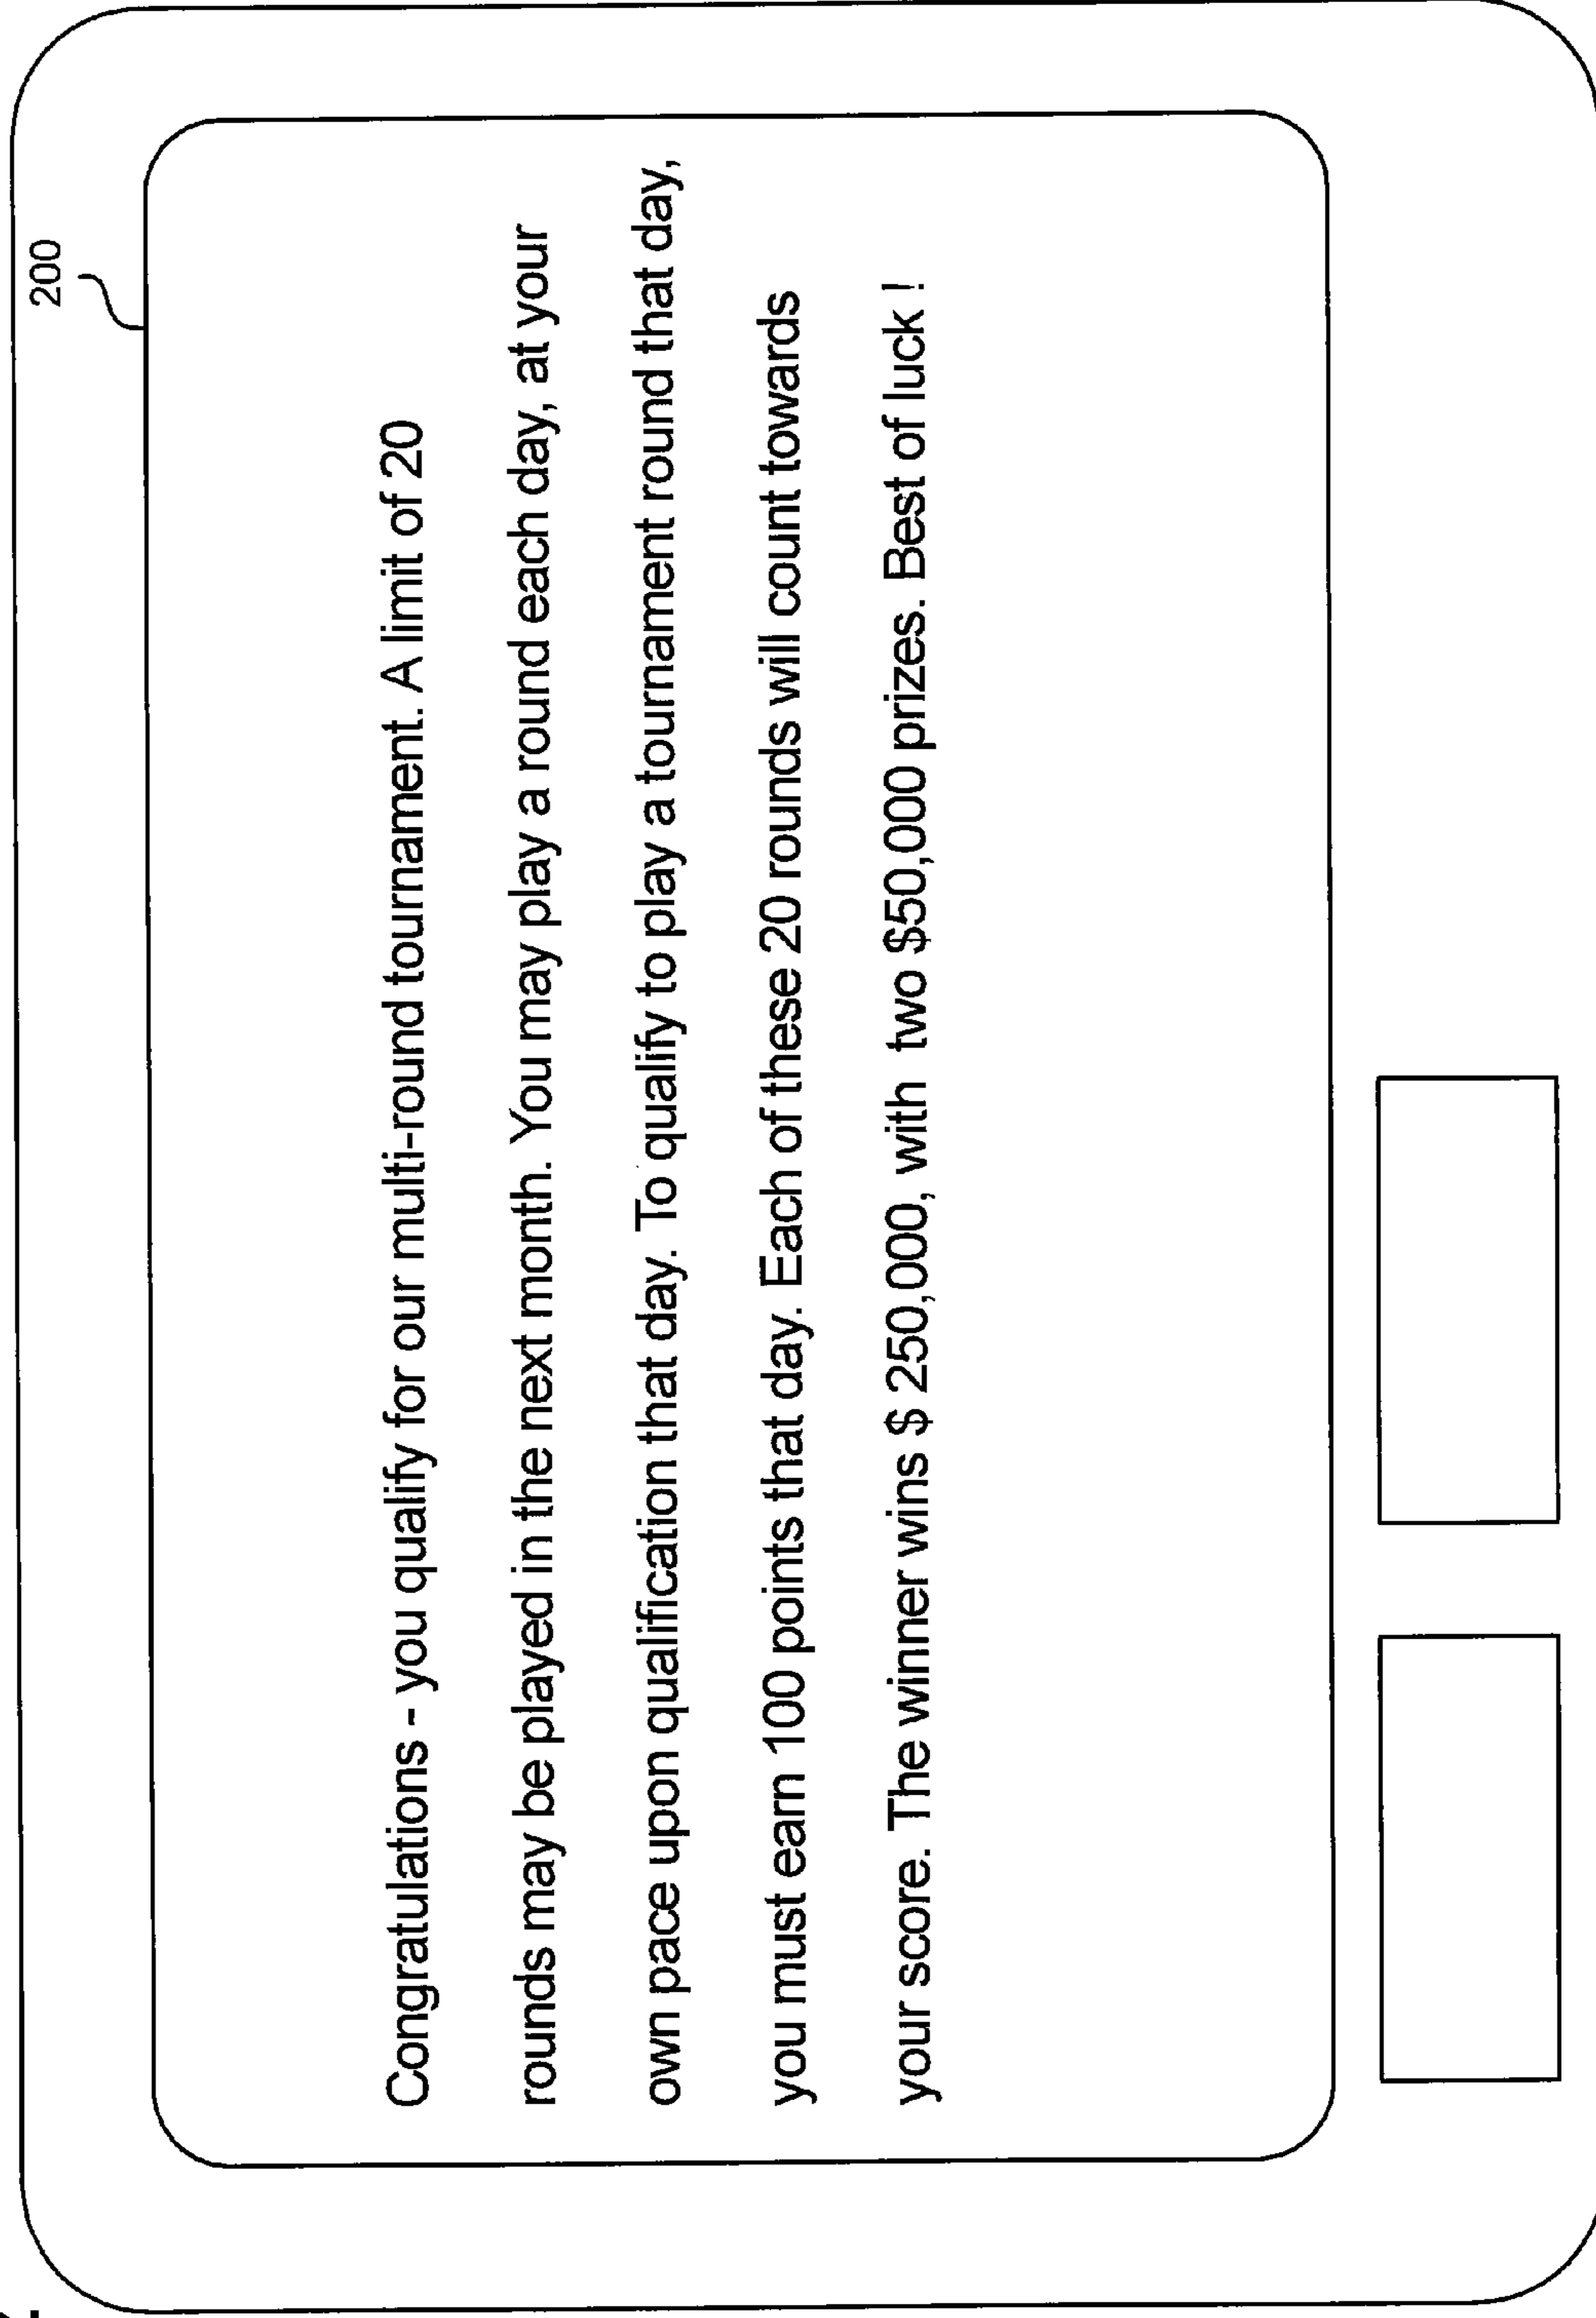 200
Congratulations - you qualify for our multi-round tournament. A limit of 20
rounds may be played in the next month. You may play a round each day, at your
own pace upon qualification that day. To qualify to play a tournament round that day,
you must earn 100 points that day. Each of these 20 rounds will count towards
your score. The winner wins $ 250,000, with two $50,000 prizes. Best of luck !